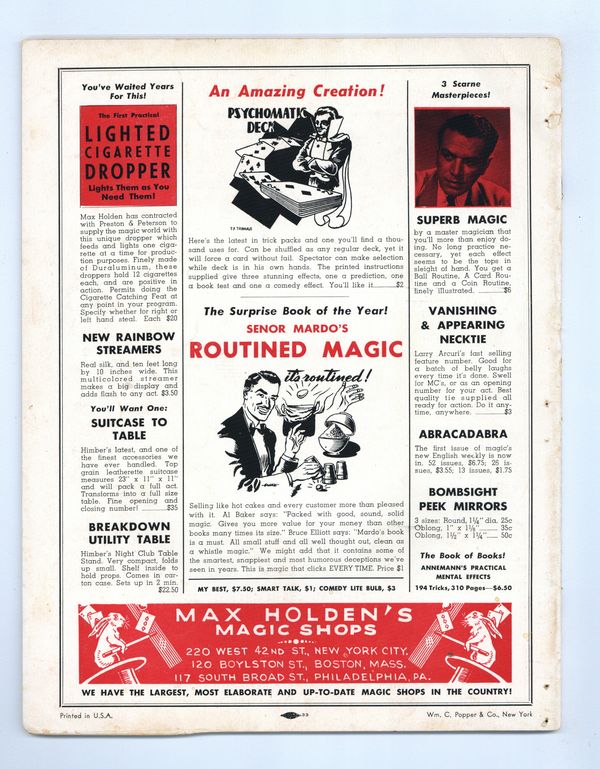 You've Waited Years
For This!
The First Practical
LIGHTED
CIGARETTE
DROPPER
Lights Them as You
Need Them!
Max Holden has contracted
with Preston & Peterson to
supply the magic world with
this unique dropper which
feeds and lights one ciga-
rette at a time for produc-
tion purposes. Finely made
of Duraluminum, these
droppers hold 12 cigarettes
each, and are positive in
action. Permits doing the
Cigarette Catching Feat at
any point in your program.
Specify whether for right or
left hand steal. Each $20
NEW RAINBOW
STREAMERS
Real silk, and ten feet long
by 10 inches wide. This
multicolored streamer
makes a big display and
adds flash to any act. $3.50
You'll Want One:
SUITCASE TO
TABLE
Himber's latest, and one of
the finest accessories we
have ever handled. Top
grain leatherette suitcase
measures 23" x 11" x 11"
and will pack a full act.
Transforms into a full size
table. Fine opening and
closing number! ..........$35
BREAKDOWN
UTILITY TABLE
Himber's Night Club Table
Stand. Very compact, folds
up small. Shelf inside to
hold props. Comes in car-
ton case. Sets up in 2 min.
$22.50
An Amazing Creation!
PSYCHOMATIC
DECK
Here's the latest in trick packs and one you'll find a thou-
sand uses for. Can be shuffled as any regular deck, yet it
will force a card without fail. Spectator can make selection
while deck is in his own hands. The printed instructions
supplied give three stunning effects, one a prediction, one
a book test and one a comedy effect. You'll like it..........$2
The Surprise Book of the Year!
SENOR MARDO'S
ROUTINED MAGIC
it's routined!
Selling like hot cakes and every customer more than pleased
with it. Al Baker says: "Packed with good, sound, solid
magic. Gives you more value for your money than other
books many times its size." Bruce Elliott says: "Mardo's book
is a must. All small stuff and all well thought out, clean as
a whistle magic." We might add that it contains some of
the smartest, snappiest and most humorous deceptions we've
seen in years. This is magic that clicks EVERY TIME. Price $1
MY BEST, $7.50; SMART TALK, $1; COMEDY LITE BULB, $3
3 Scarne
Masterpieces!
SUPERB MAGIC
by a master magician that
you'll more than enjoy do-
ing. No long practice ne-
cessary, yet each effect
seems to be the tops in
sleight of hand. You get a
Ball Routine, A Card Rou-
tine and a Coin Routine,
finely illustrated. ..........$6
VANISHING
& APPEARING
NECKTIE
Larry Arcuri's fast selling
feature number. Good for
a batch of belly laughs
every time it's done. Swell
for MC's, or as an opening
number for your act. Best
quality tie supplied all
ready for action. Do it any-
time, anywhere. ..........$3
ABRACADABRA
The first issue of magic's
new English weekly is now
in. 52 issues, $6.75; 26 is-
sues, $3.55; 13 issues, $1.75
BOMBSIGHT
PEEK MIRRORS
3 sizes: Round, 1¼" dia. 25c
Oblong, 1" x 1⅛"...... 35c
Oblong, 1½" x 1¾"..... 50c
The Book of Books!
ANNEMANN'S PRACTICAL
MENTAL EFFECTS
194 Tricks, 310 Pages—$6.50
MAX HOLDEN'S
MAGIC SHOPS
220 WEST 42ND ST., NEW YORK CITY.
120 BOYLSTON ST., BOSTON, MASS.
117 SOUTH BROAD ST., PHILADELPHIA, PA.
WE HAVE THE LARGEST, MOST ELABORATE AND UP-TO-DATE MAGIC SHOPS IN THE COUNTRY!
Printed in U.S.A.
33
Wm. C. Popper & Co., New York